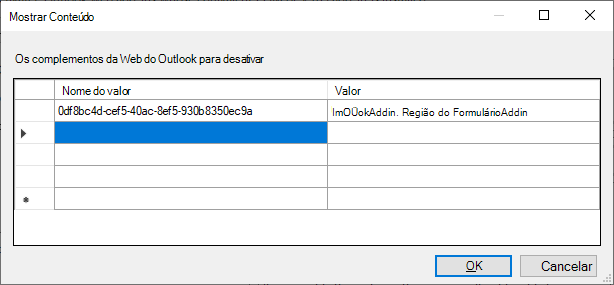 Mostrar Conteúdo
Os complementos da Web do Outlook para desativar
Nome do valor Valor
0df8bc4d-cef5-40ac-8ef5-930b8350ec9a ImOÜokAddin. Região do FormulárioAddin
OK Cancelar